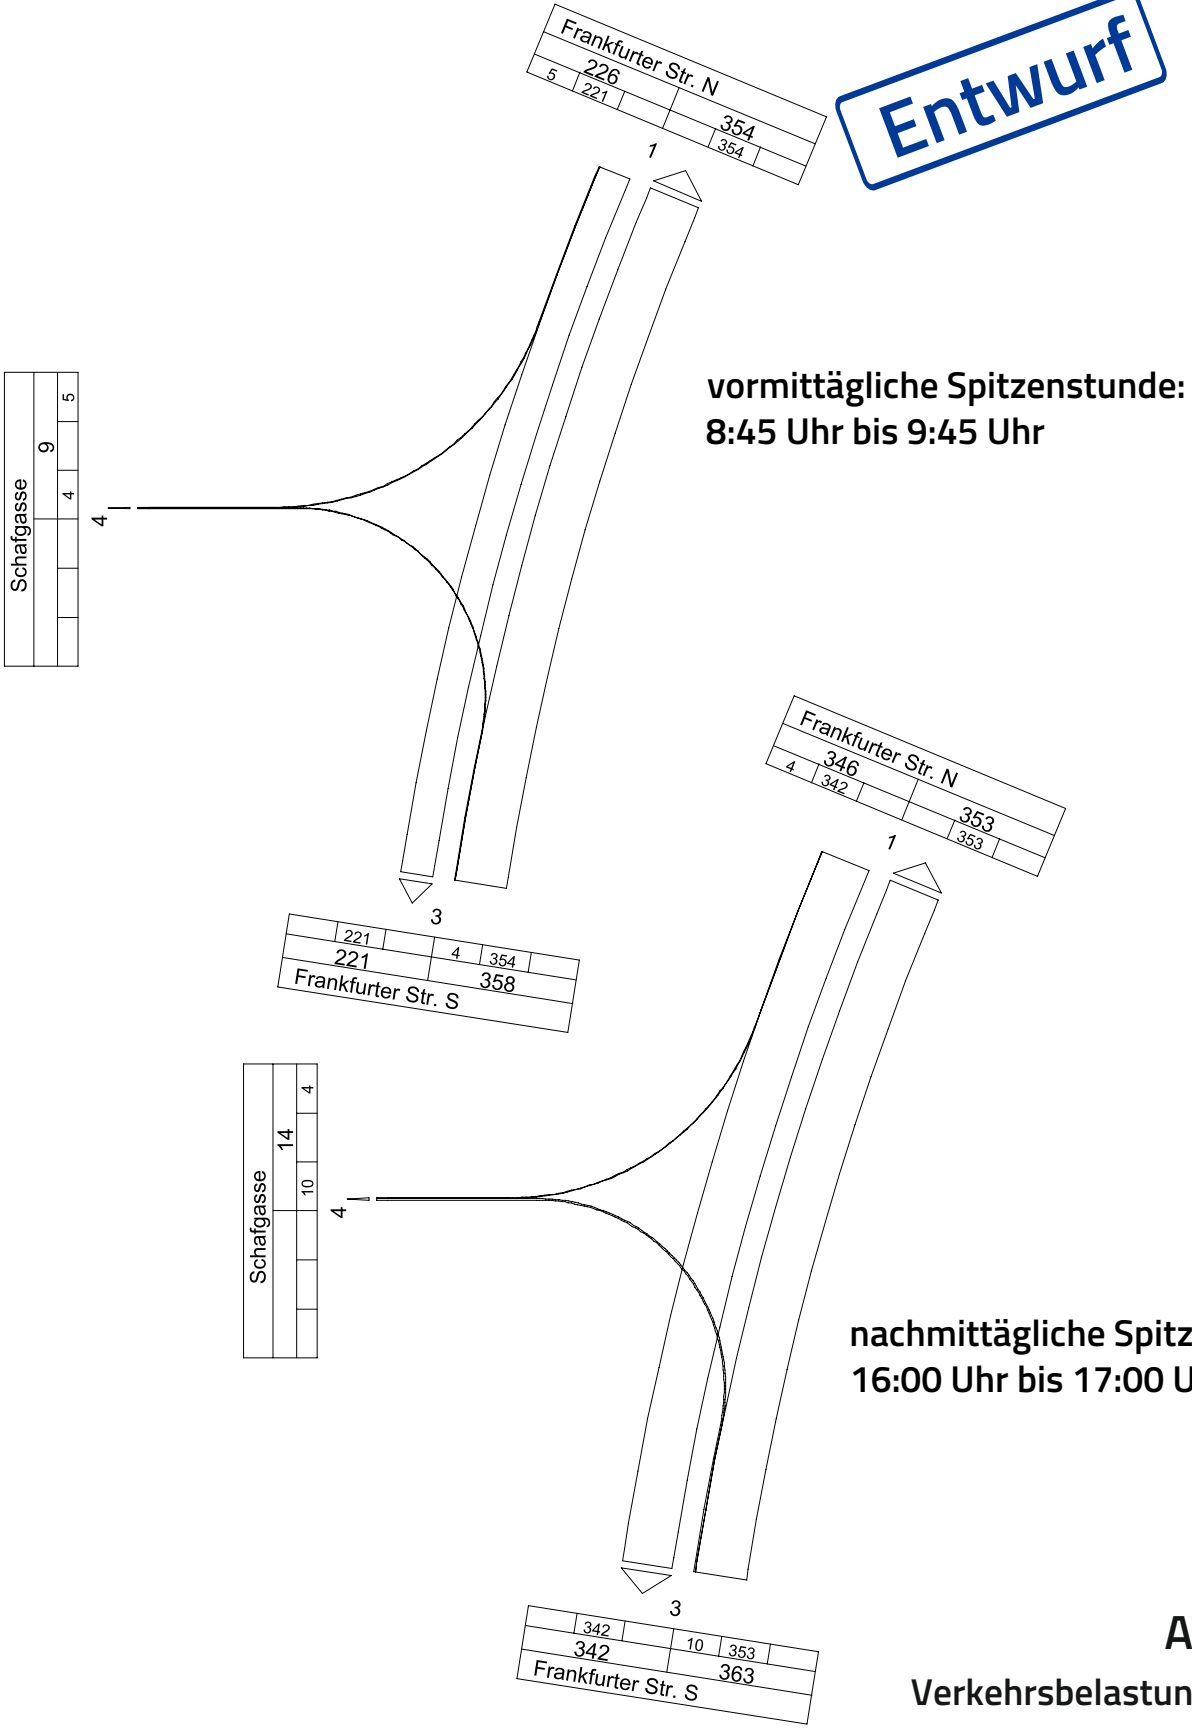 Entwurf
Frankfurter Str. N
226 354
5 221 354
1
vormittägliche Spitzenstunde:
8:45 Uhr bis 9:45 Uhr
Schafgasse
9
4 5
4
3
221 4 354
221 358
Frankfurter Str. S
Frankfurter Str. N
346 353
4 342 353
1
Schafgasse
14
10 4
4
nachmittägliche Spitz
16:00 Uhr bis 17:00 U
3
342 10 353
342 363
Frankfurter Str. S
A
Verkehrsbelastun